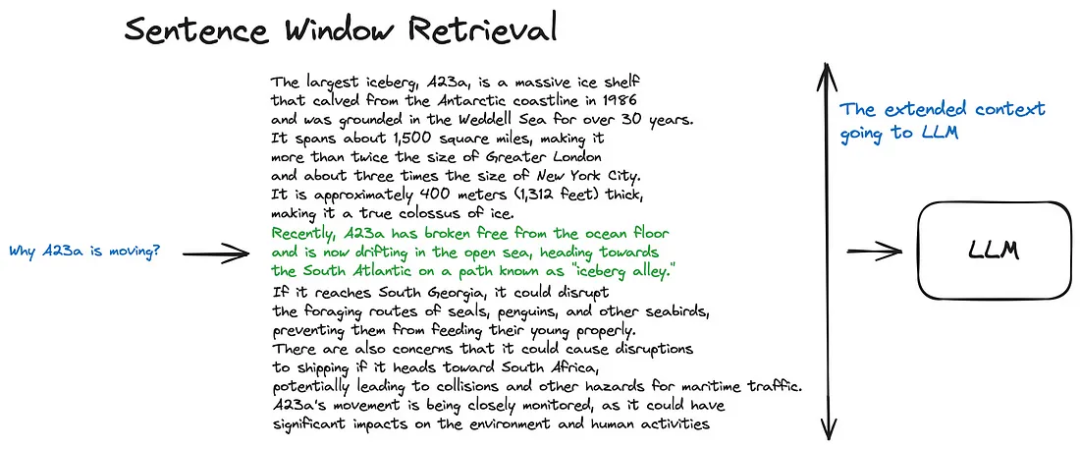 Sentence Window Retrieval
The largest iceberg, A23a, is a massive ice shelf
that calved from the Antarctic coastline in 1986
and was grounded in the Weddell Sea for over 30 years.
It spans about 1,500 square miles, making it
more than twice the size of Greater London
and about three times the size of New York City.
It is approximately 400 meters (1,312 feet) thick,
making it a true colossus of ice.
Recently, A23a has broken free from the ocean floor
and is now drifting in the open sea, heading towards
the South Atlantic on a path known as "iceberg alley."
If it reaches South Georgia, it could disrupt
the foraging routes of seals, penguins, and other seabirds,
preventing them from feeding their young properly.
There are also concerns that it could cause disruptions
to shipping if it heads toward South Africa,
potentially leading to collisions and other hazards for maritime traffic.
A23a's movement is being closely monitored, as it could have
significant impacts on the environment and human activities
Why A23a is moving?
The extended context
going to LLM
LLM